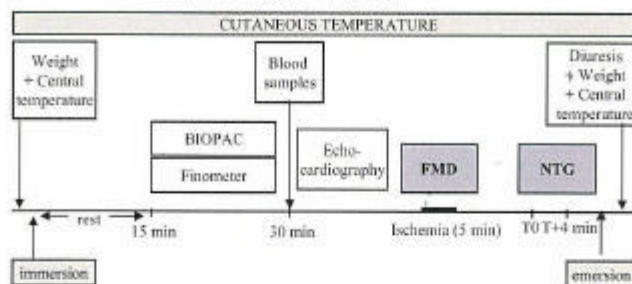 CUTANEOUS TEMPERATURE
Weight
+ Central
temperature
Blood
samples
Diuresis
+ Weight
+ Central
temperature
BIOPAC
Finometer
Echo-
cardiography
FMD
NTG
rest
15 min
30 min
Ischemia (5 min)
T0 T+4 min
immersion
emersion